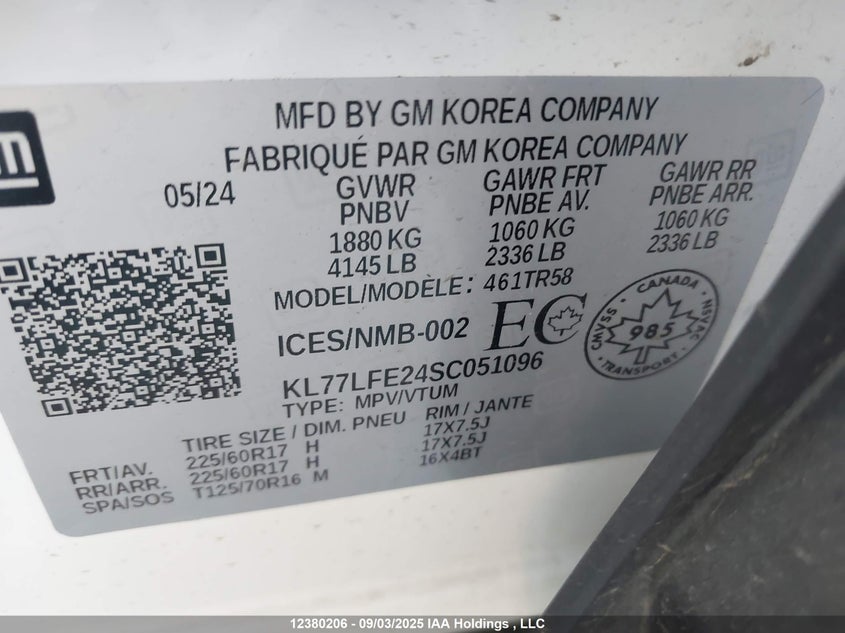 m
MFD BY GM KOREA COMPANY
FABRIQUÉ PAR GM KOREA COMPANY
05/24 GVWR GAWR FRT GAWR RR
PNBV PNBE AV. PNBE ARR.
1880 KG 1060 KG 1060 KG
4145 LB 2336 LB 2336 LB
MODEL/MODÈLE: 461TR58
ICES/NMB-002 EC
CANADA
CMVSS 985 NSVAC
TRANSPORT
KL77LFE24SC051096
TYPE: MPV/VTUM
TIRE SIZE / DIM. PNEU RIM / JANTE
FRT/AV. 225/60R17 H 17X7.5J
RR/ARR. 225/60R17 H 17X7.5J
SPA/SOS T125/70R16 M 16X4BT
12380206 - 09/03/2025 IAA Holdings , LLC